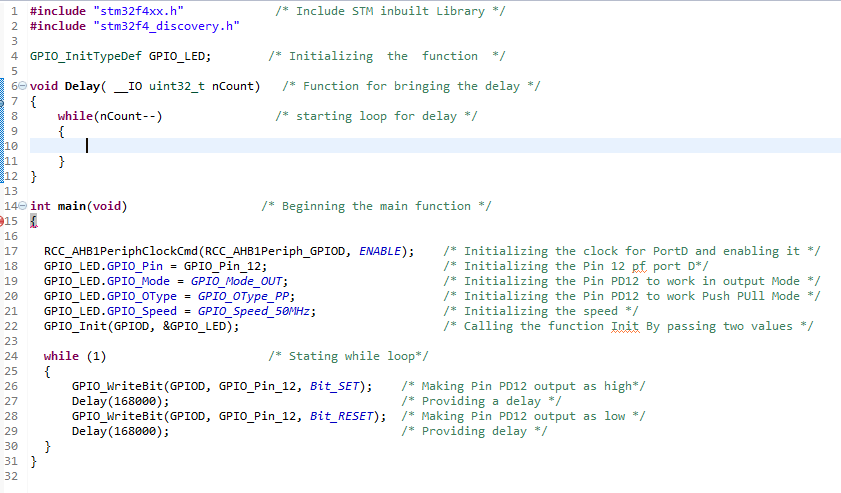 1 #include "stm32f4xx.h" /* Include STM inbuilt Library */
2 #include "stm32f4_discovery.h"
3
4 GPIO_InitTypeDef GPIO_LED; /* Initializing the function */
5
6 void Delay( __IO uint32_t nCount) /* Function for bringing the delay */
7 {
8 while(nCount--) /* starting loop for delay */
9 {
10
11 }
12 }
13
14 int main(void) /* Beginning the main function */
15 {
16
17 RCC_AHB1PeriphClockCmd(RCC_AHB1Periph_GPIOD, ENABLE); /* Initializing the clock for PortD and enabling it */
18 GPIO_LED.GPIO_Pin = GPIO_Pin_12; /* Initializing the Pin 12 pf port D*/
19 GPIO_LED.GPIO_Mode = GPIO_Mode_OUT; /* Initializing the Pin PD12 to work in output Mode */
20 GPIO_LED.GPIO_OType = GPIO_OType_PP; /* Initializing the Pin PD12 to work Push PUll Mode */
21 GPIO_LED.GPIO_Speed = GPIO_Speed_50MHz; /* Initializing the speed */
22 GPIO_Init(GPIOD, &GPIO_LED); /* Calling the function Init By passing two values */
23
24 while (1) /* Stating while loop*/
25 {
26 GPIO_WriteBit(GPIOD, GPIO_Pin_12, Bit_SET); /* Making Pin PD12 output as high*/
27 Delay(168000); /* Providing a delay */
28 GPIO_WriteBit(GPIOD, GPIO_Pin_12, Bit_RESET); /* Making Pin PD12 output as low */
29 Delay(168000); /* Providing delay */
30 }
31 }
32